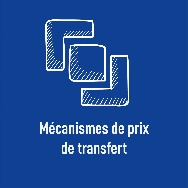 Mécanismes de prix
de transfert